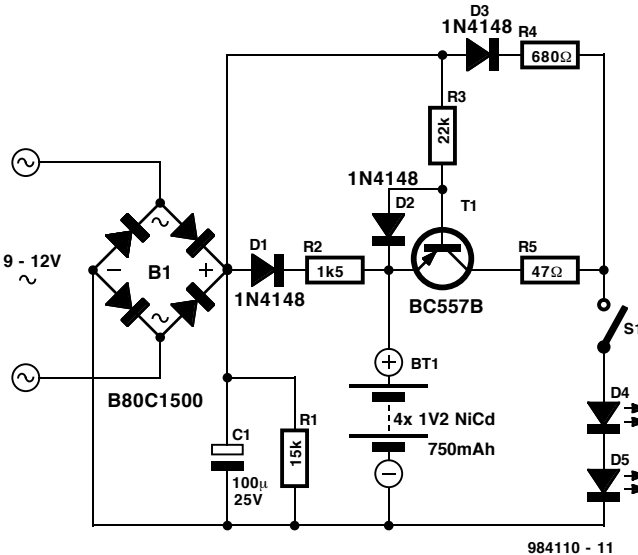 D3
1N4148
R4
680Ω
R3
22k
1N4148
D2
T1
9 - 12V
~
~
~
~
~
B1
−
+
D1
1N4148
R2
1k5
BC557B
R5
47Ω
S1
B80C1500
+
BT1
4x 1V2 NiCd
750mAh
−
C1
100µ
25V
R1
15k
D4
D5
984110 - 11